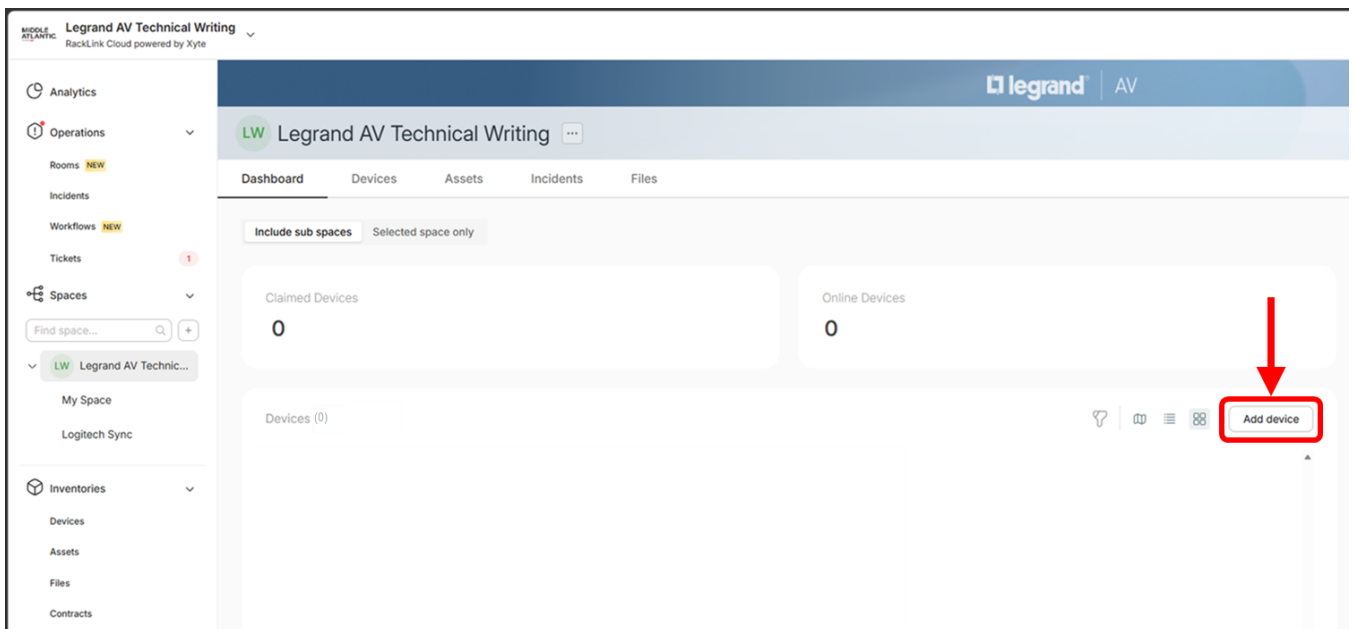 MIDDLE ATLANTIC
Legrand AV Technical Writing
RackLink Cloud powered by Xyte
Analytics
Operations
Rooms NEW
Incidents
Workflows NEW
Tickets 1
Spaces
Find space...
LW Legrand AV Technic...
My Space
Logitech Sync
Inventories
Devices
Assets
Files
Contracts
legrand AV
LW Legrand AV Technical Writing ...
Dashboard Devices Assets Incidents Files
Include sub spaces Selected space only
Claimed Devices
0
Online Devices
0
Devices (0)
Add device